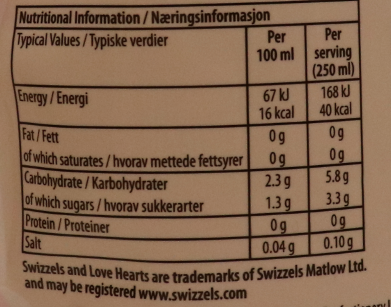 Nutritional Information / Næringsinformasjon
Typical Values / Typiske verdier Per 100 ml Per serving (250 ml)
Energy / Energi 67 kJ 168 kJ
16 kcal 40 kcal
Fat / Fett 0 g 0 g
of which saturates / hvorav mettede fettsyrer 0 g 0 g
Carbohydrate / Karbohydrater 2.3 g 5.8 g
of which sugars / hvorav sukkerarter 1.3 g 3.3 g
Protein / Proteiner 0 g 0 g
Salt 0.04 g 0.10 g
Swizzels and Love Hearts are trademarks of Swizzels Matlow Ltd.
and may be registered www.swizzels.com